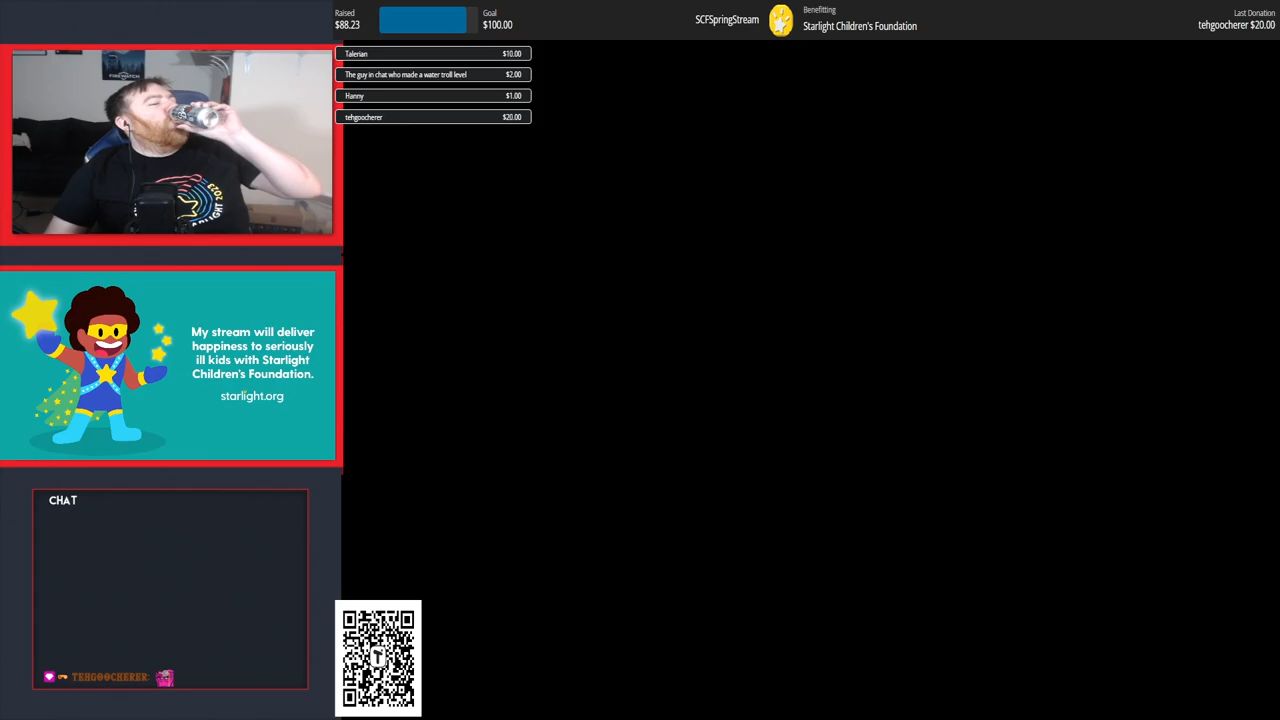 Raised
$88.23
Goal
$100.00
SCFSpringStream
Benefitting
Starlight Children's Foundation
Last Donation
tehgoocherer $20.00
Talerian $10.00
The guy in chat who made a water troll level $2.00
Hanny $1.00
tehgoocherer $20.00
FIREWATCH
My stream will deliver
happiness to seriously
ill kids with Starlight
Children's Foundation.
starlight.org
CHAT
TEHGOOCHERER:
T